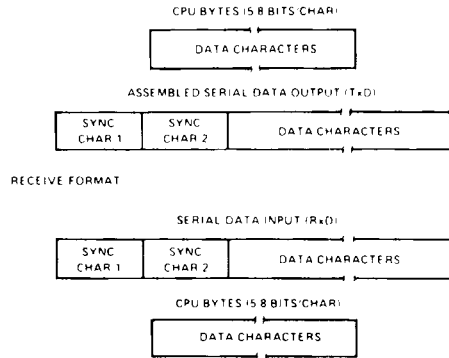 CPU BYTES (5 8 BITS/CHAR)
DATA CHARACTERS
ASSEMBLED SERIAL DATA OUTPUT (TxD)
SYNC CHAR 1
SYNC CHAR 2
DATA CHARACTERS
RECEIVE FORMAT
SERIAL DATA INPUT (RxD)
SYNC CHAR 1
SYNC CHAR 2
DATA CHARACTERS
CPU BYTES (5 8 BITS/CHAR)
DATA CHARACTERS